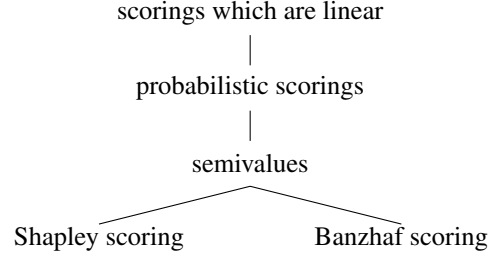 scorings which are linear
probabilistic scorings
semivalues
Shapley scoring Banzhaf scoring